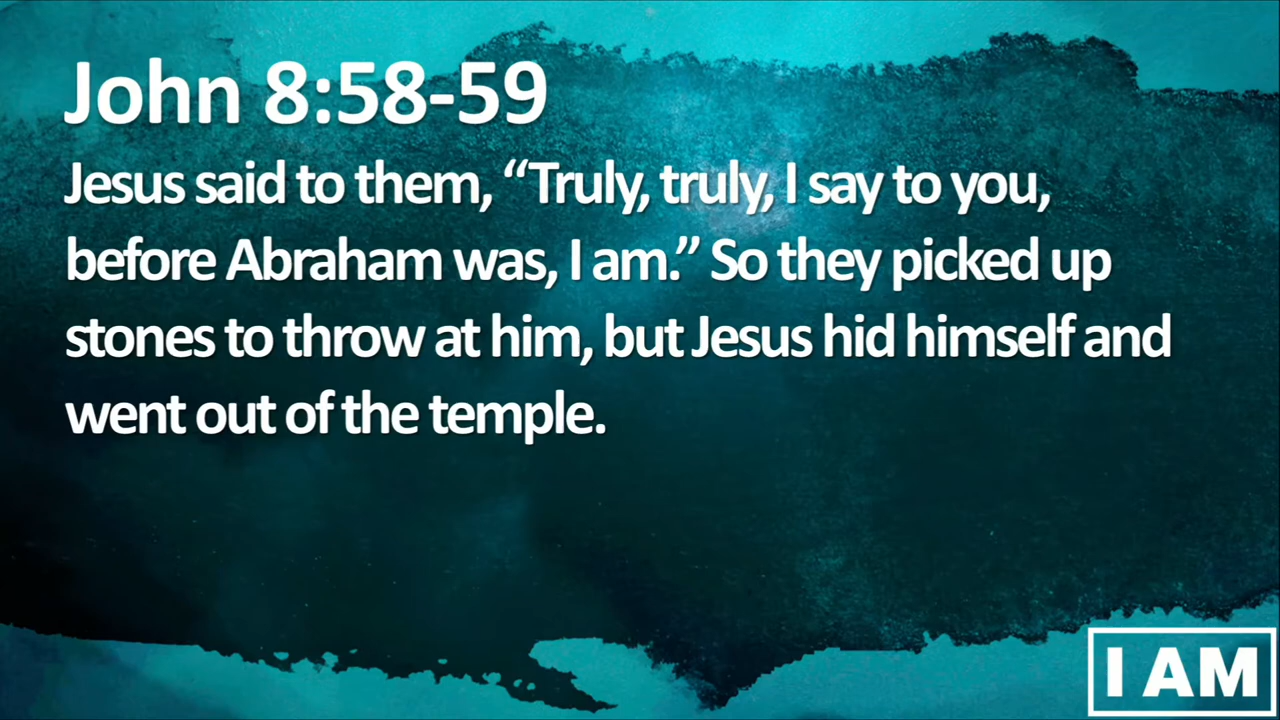 John 8:58-59
Jesus said to them, “Truly, truly, I say to you,
before Abraham was, I am.” So they picked up
stones to throw at him, but Jesus hid himself and
went out of the temple.
I AM